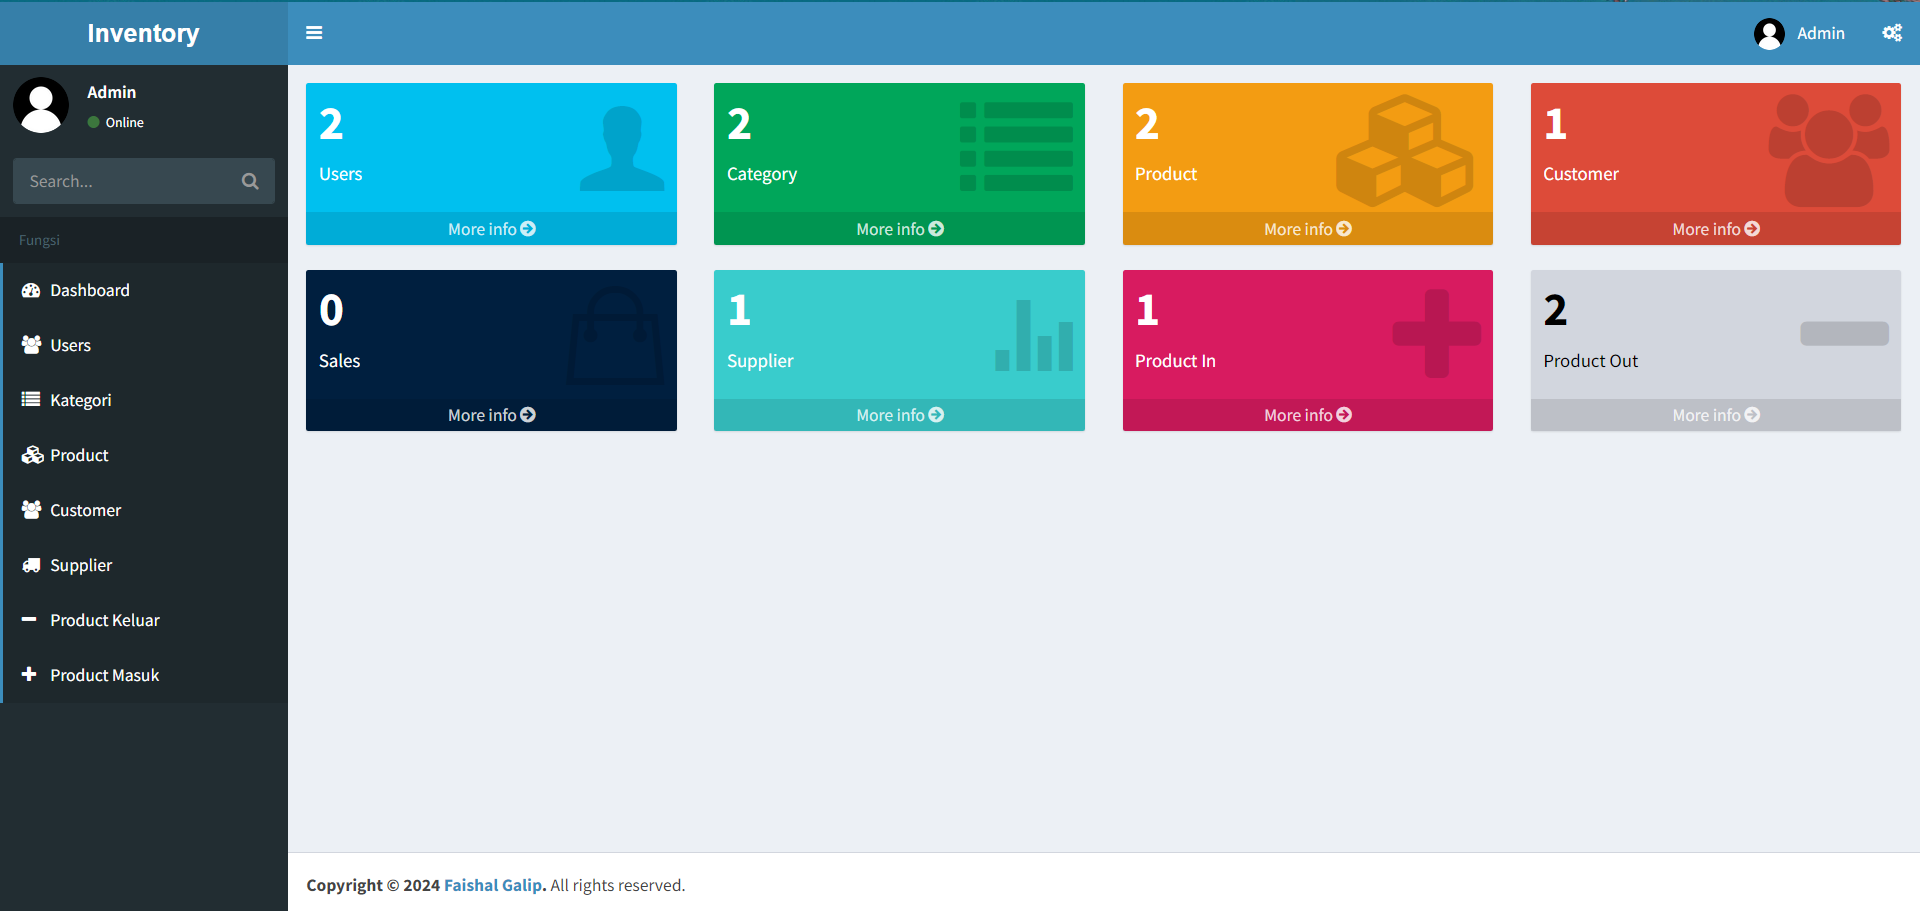 Inventory
Admin
Admin
Online
Search...
Fungsi
Dashboard
Users
Kategori
Product
Customer
Supplier
Product Keluar
Product Masuk
2
Users
More info
2
Category
More info
2
Product
More info
1
Customer
More info
0
Sales
More info
1
Supplier
More info
1
Product In
More info
2
Product Out
More info
Copyright © 2024 Faishal Galip. All rights reserved.